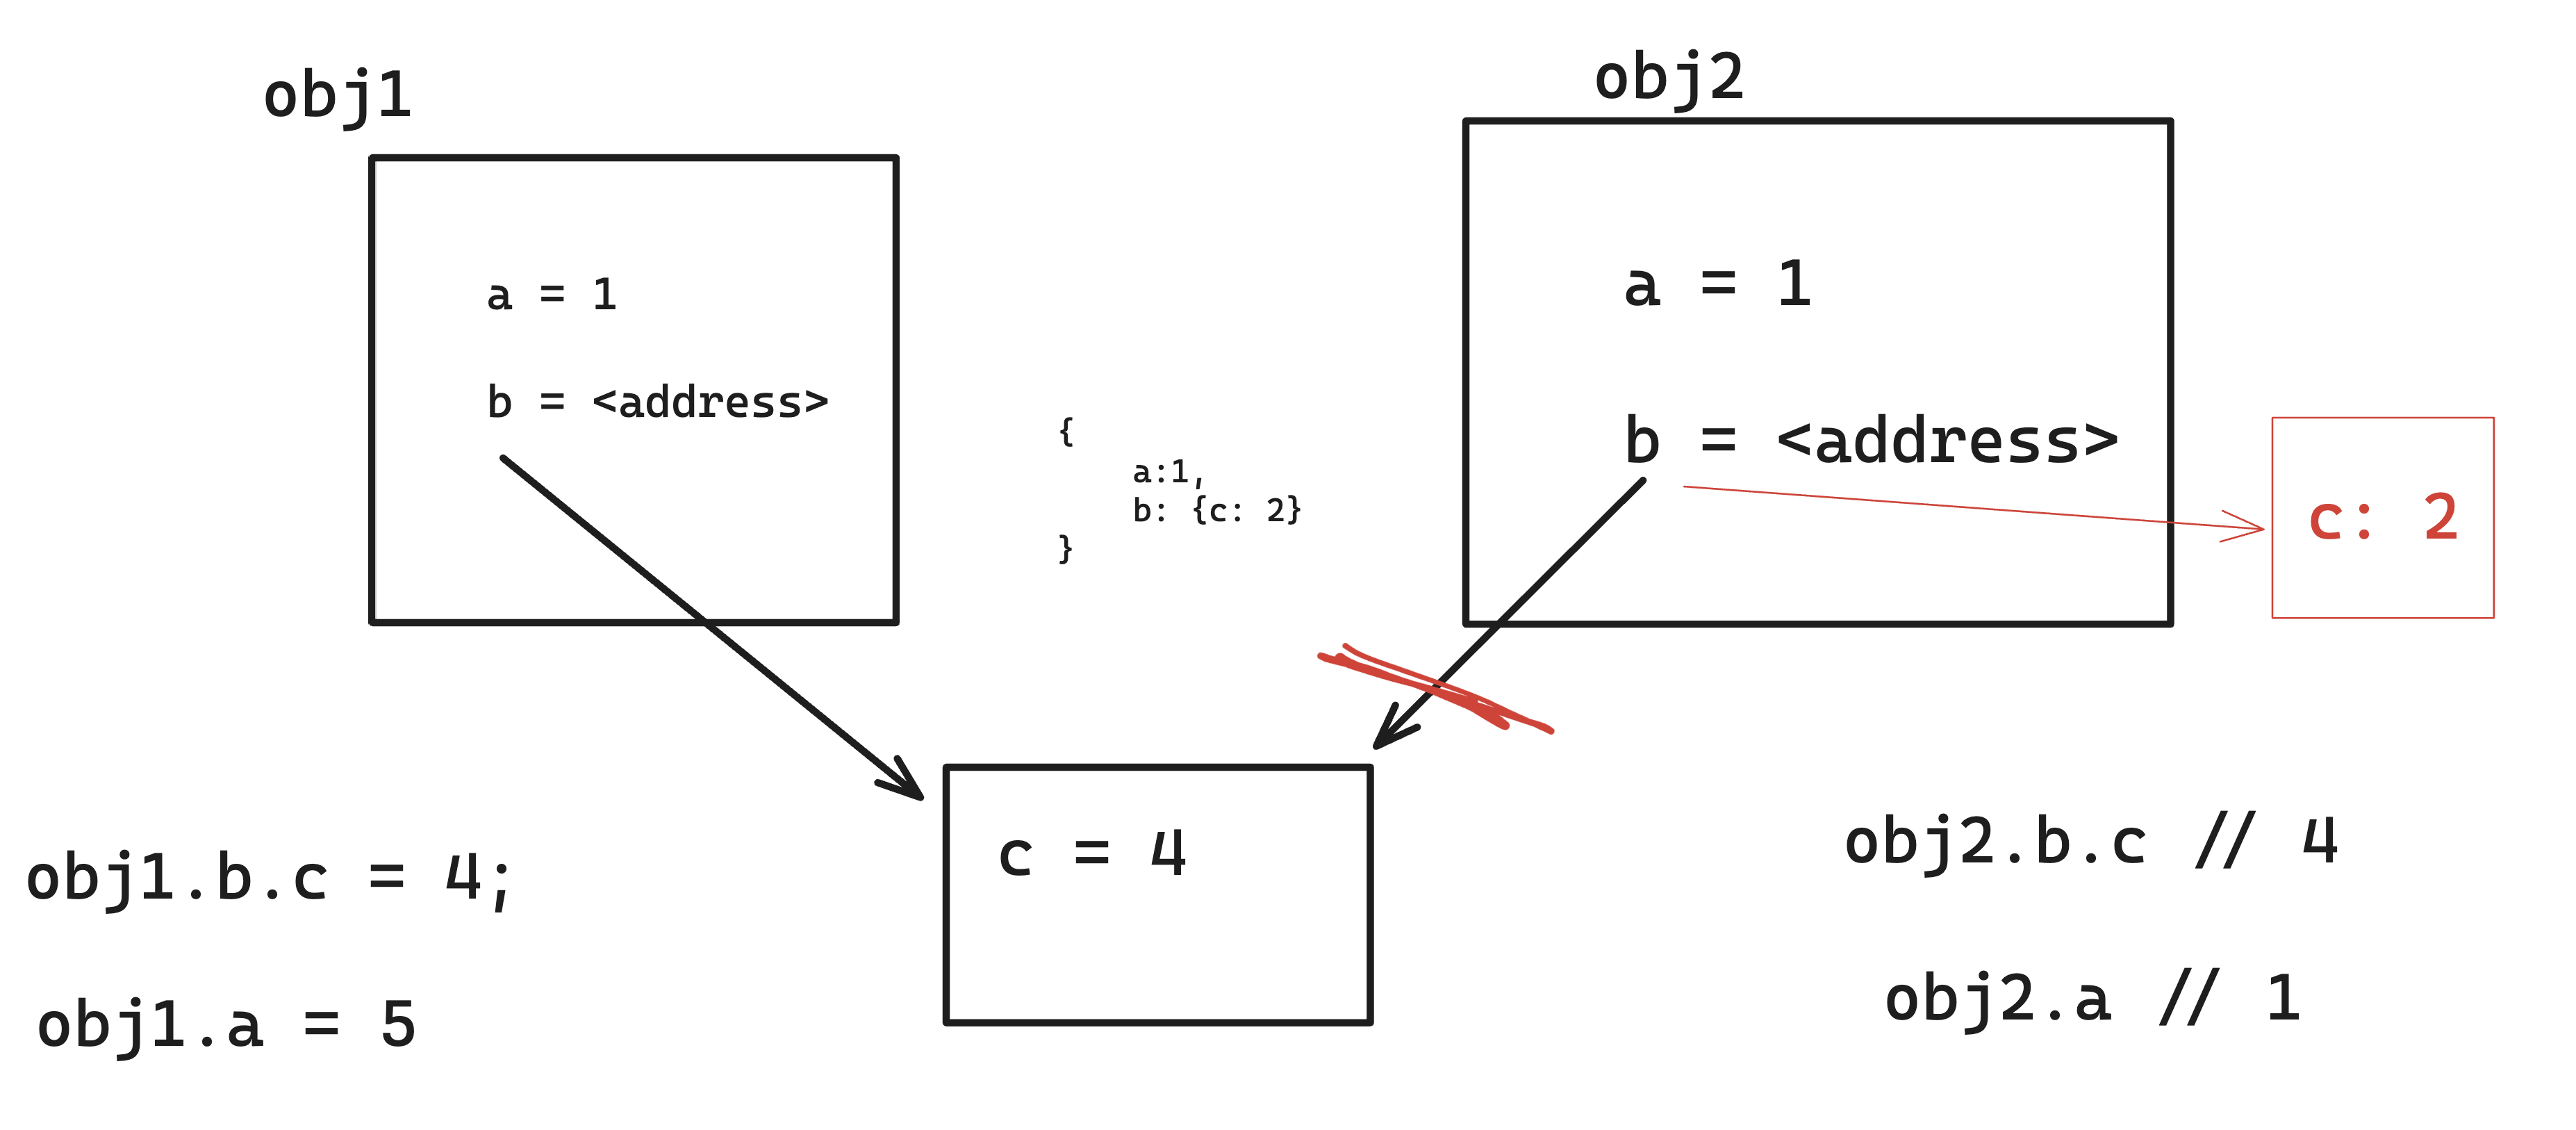 obj1
a = 1
b = <address>
{
a:1,
b: {c: 2}
}
obj2
a = 1
b = <address>
c: 2
c = 4
obj1.b.c = 4;
obj1.a = 5
obj2.b.c // 4
obj2.a // 1